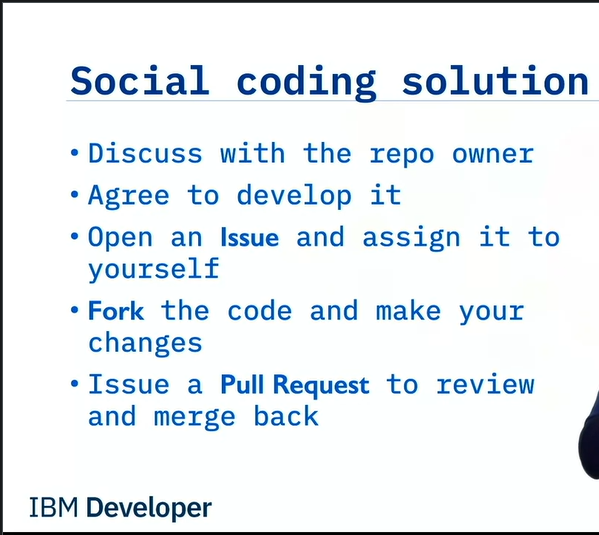 Social coding solution
• Discuss with the repo owner
• Agree to develop it
• Open an Issue and assign it to
yourself
• Fork the code and make your
changes
• Issue a Pull Request to review
and merge back
IBM Developer